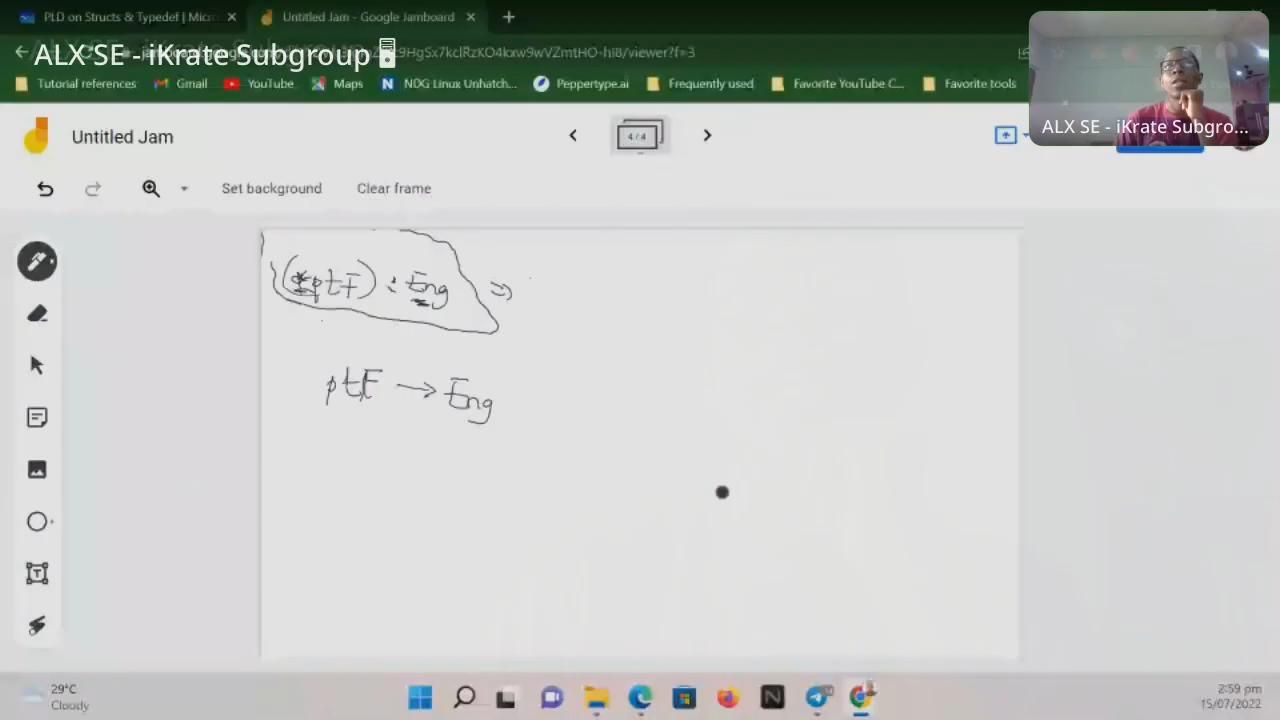 PLD on Structs & Typedef | Micro
Untitled Jam - Google Jamboard
ALX SE - iKrate Subgroup
Tutorial references
Gmail
YouTube
Maps
NDG Linux Unhatch...
Peppertype.ai
Frequently used
Favorite YouTube C...
Favorite tools
ALX SE - iKrate Subgro...
Untitled Jam
4 / 4
Set background
Clear frame
(*ptF) : Eng ⇒
ptF → Eng
29°C
Cloudy
2:59 pm
15/07/2022